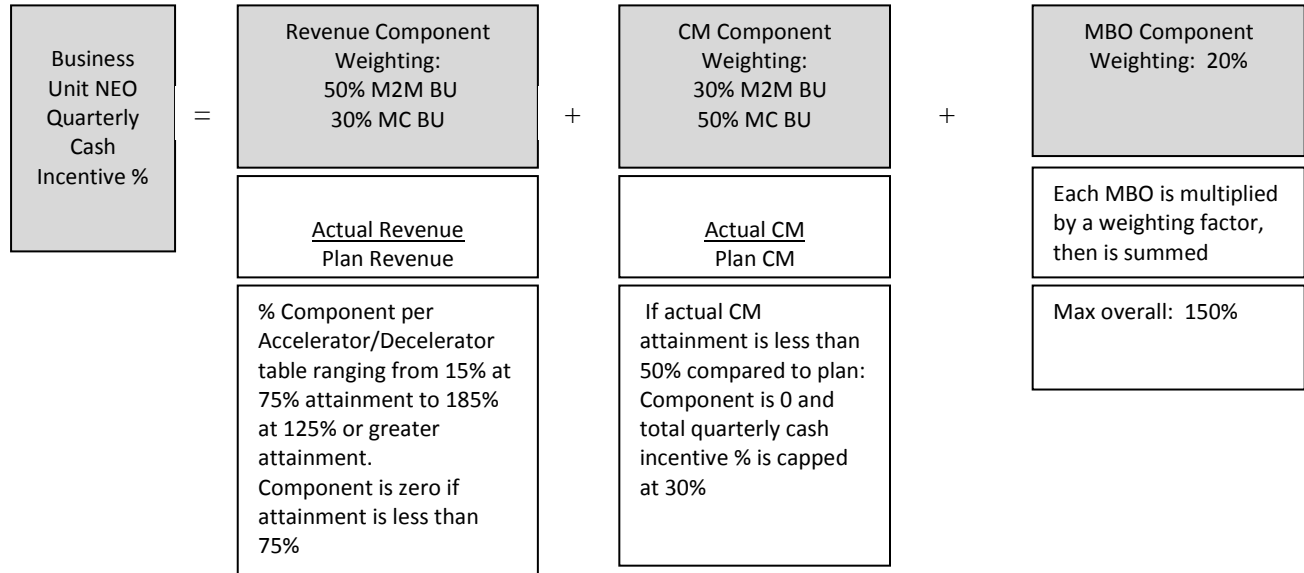 Business
Unit NEO
Quarterly
Cash
Incentive %
=
Revenue Component
Weighting:
50% M2M BU
30% MC BU
+
CM Component
Weighting:
30% M2M BU
50% MC BU
+
MBO Component
Weighting: 20%
Actual Revenue
Plan Revenue
Actual CM
Plan CM
Each MBO is multiplied
by a weighting factor,
then is summed
% Component per
Accelerator/Decelerator
table ranging from 15% at
75% attainment to 185%
at 125% or greater
attainment.
Component is zero if
attainment is less than
75%
If actual CM
attainment is less than
50% compared to plan:
Component is 0 and
total quarterly cash
incentive % is capped
at 30%
Max overall: 150%